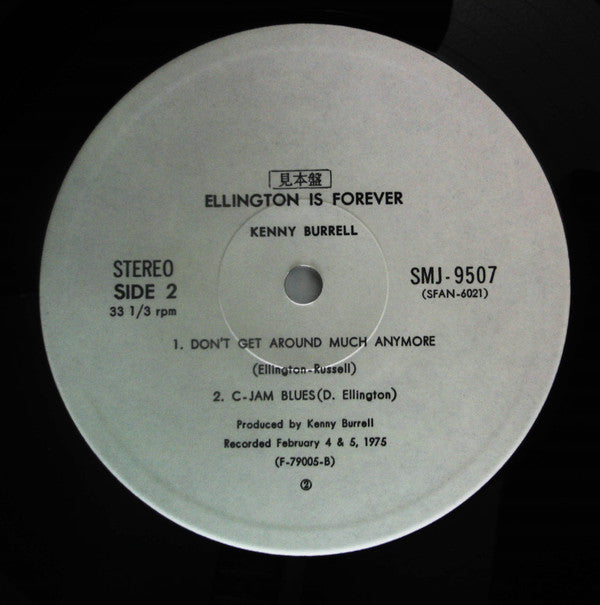 見本盤
ELLINGTON IS FOREVER
KENNY BURRELL
STEREO
SIDE 2
33 1/3 rpm
SMJ-9507
(SFAN-6021)
1. DON'T GET AROUND MUCH ANYMORE
(Ellington-Russell)
2. C-JAM BLUES(D. Ellington)
Produced by Kenny Burrell
Recorded February 4 & 5, 1975
(F-79005-B)
②